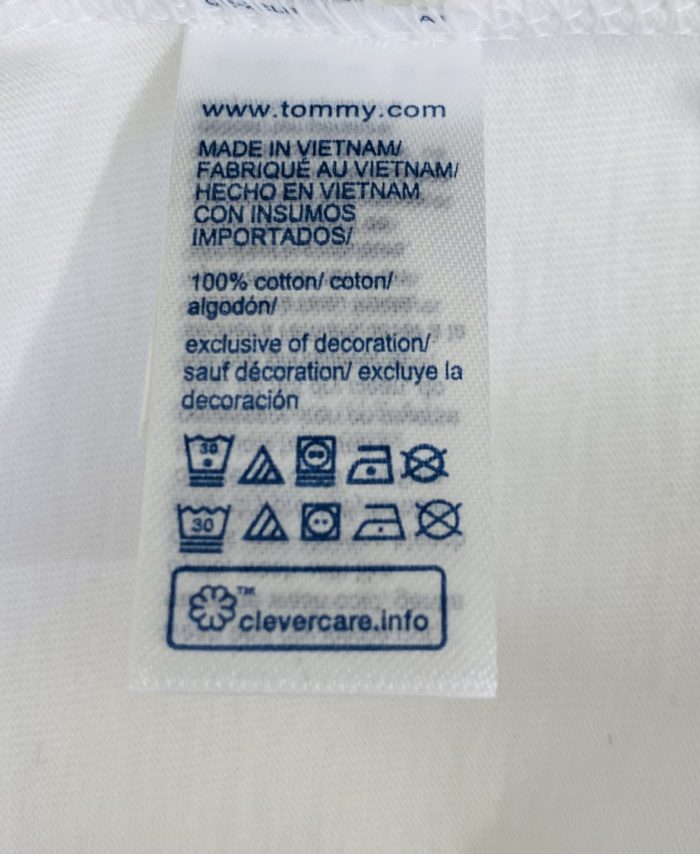 www.tommy.com
MADE IN VIETNAM/
FABRIQUÉ AU VIETNAM/
HECHO EN VIETNAM
CON INSUMOS
IMPORTADOS/
100% cotton/ coton/
algodón/
exclusive of decoration/
sauf décoration/ excluye la
decoración
30
30
™
clevercare.info